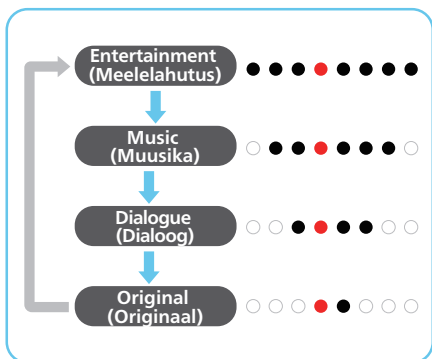 Entertainment
(Meelelahutus)
Music
(Muusika)
Dialogue
(Dialoog)
Original
(Originaal)